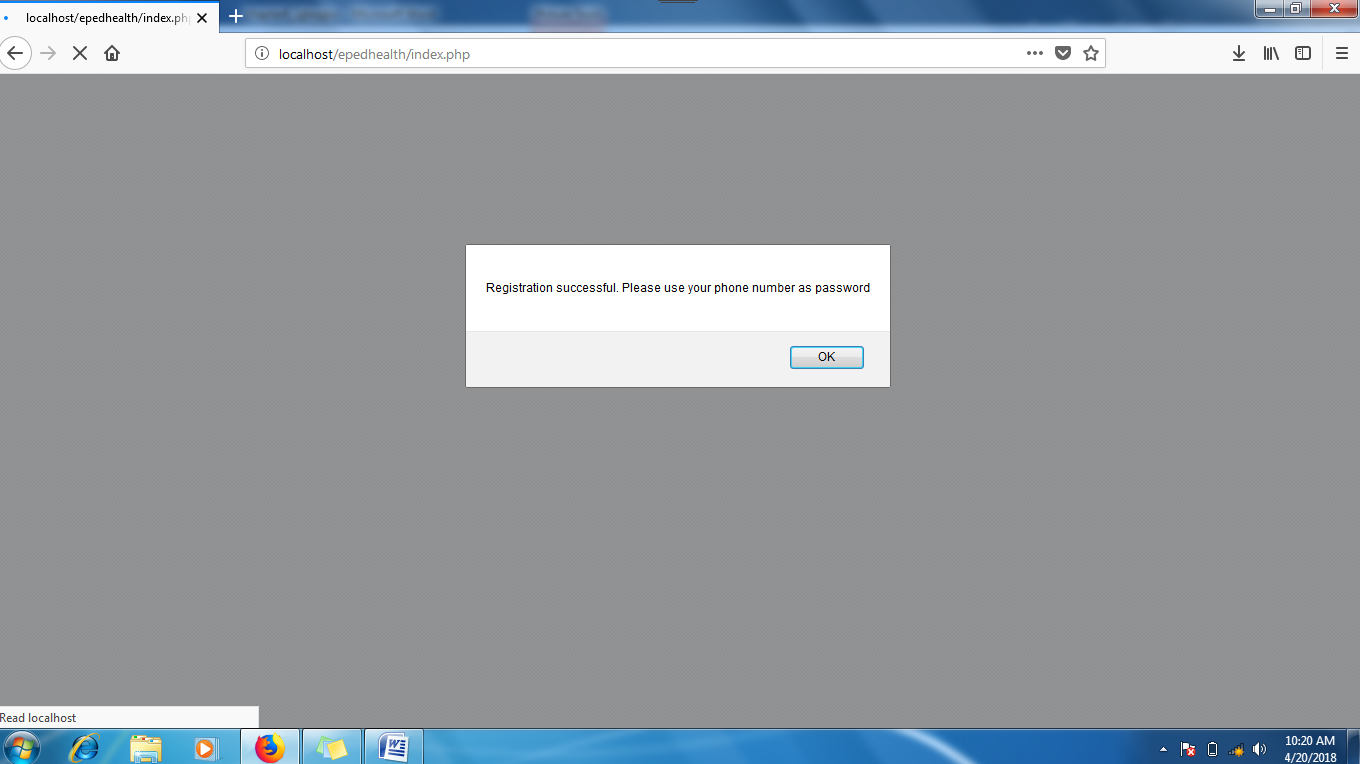 localhost/epedhealth/index.ph
localhost/epedhealth/index.php
Registration successful. Please use your phone number as password
OK
Read localhost
10:20 AM
4/20/2018